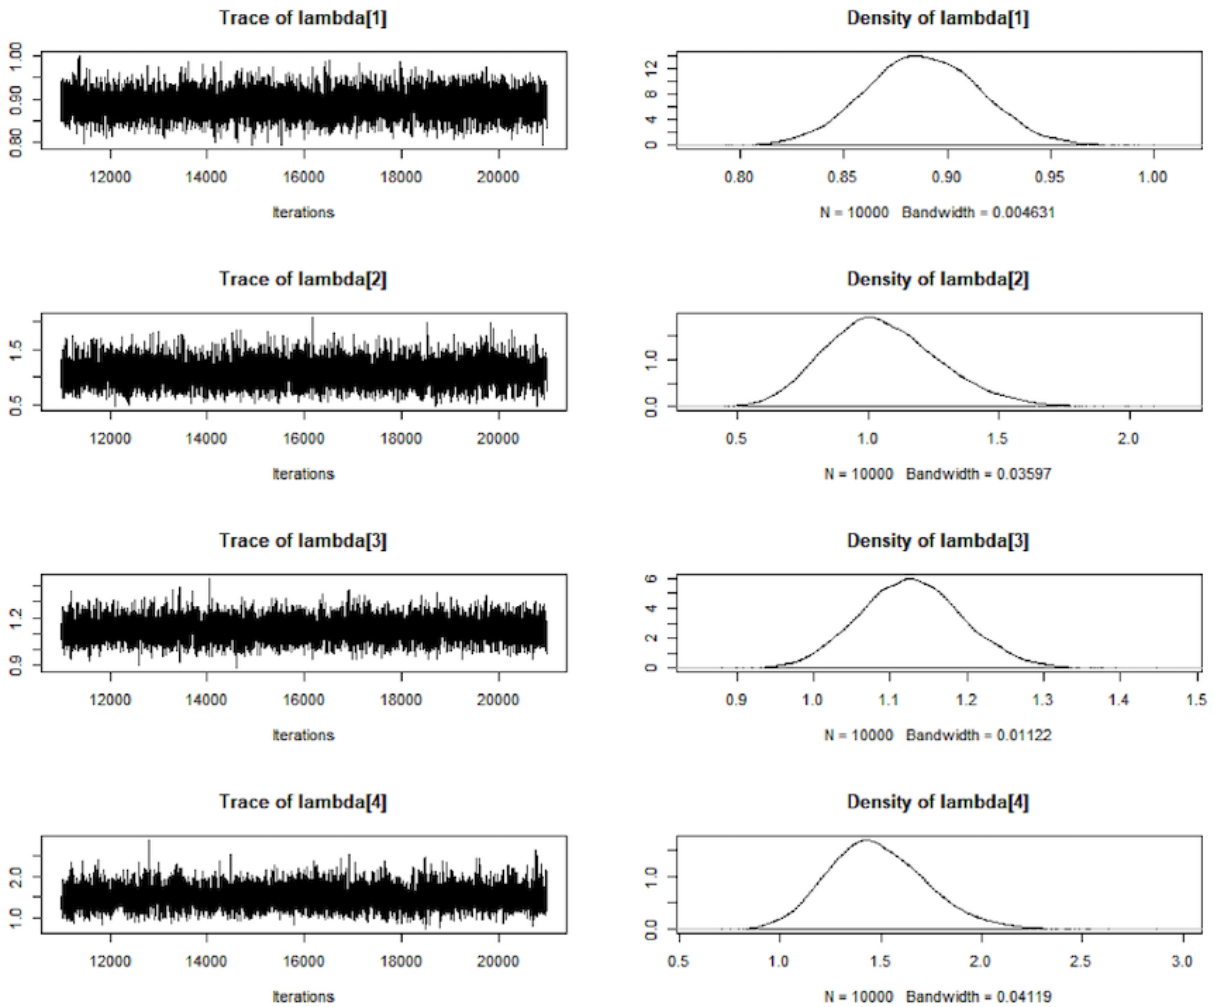 Trace of lambda[1]
Density of lambda[1]
0.80 0.90 1.00
12000 14000 16000 18000 20000
Iterations
0 4 8 12
0.80 0.85 0.90 0.95 1.00
N = 10000 Bandwidth = 0.004631
Trace of lambda[2]
Density of lambda[2]
0.5 1.5
12000 14000 16000 18000 20000
Iterations
0.0 1.0
0.5 1.0 1.5 2.0
N = 10000 Bandwidth = 0.03597
Trace of lambda[3]
Density of lambda[3]
0.9 1.2
12000 14000 16000 18000 20000
Iterations
0 2 4 6
0.9 1.0 1.1 1.2 1.3 1.4 1.5
N = 10000 Bandwidth = 0.01122
Trace of lambda[4]
Density of lambda[4]
1.0 2.0
12000 14000 16000 18000 20000
Iterations
0.0 1.0
0.5 1.0 1.5 2.0 2.5 3.0
N = 10000 Bandwidth = 0.04119